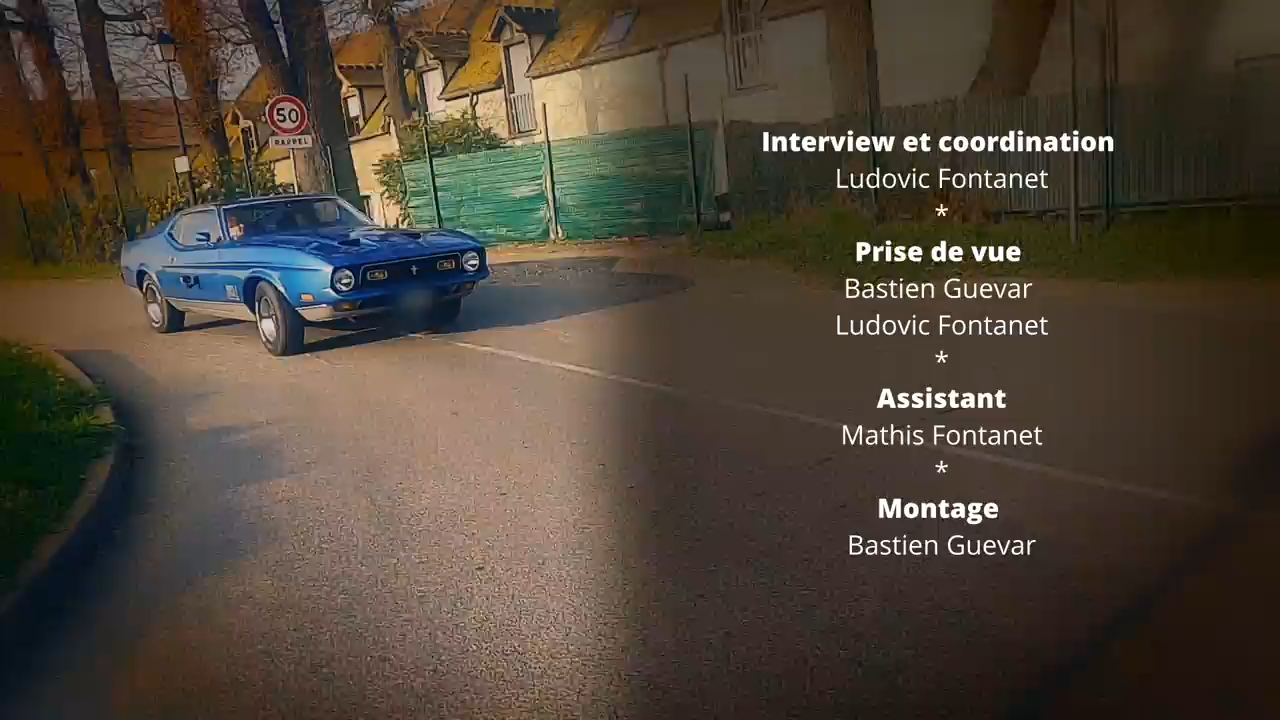 50
RAPPEL
Interview et coordination
Ludovic Fontanet
*
Prise de vue
Bastien Guevar
Ludovic Fontanet
*
Assistant
Mathis Fontanet
*
Montage
Bastien Guevar